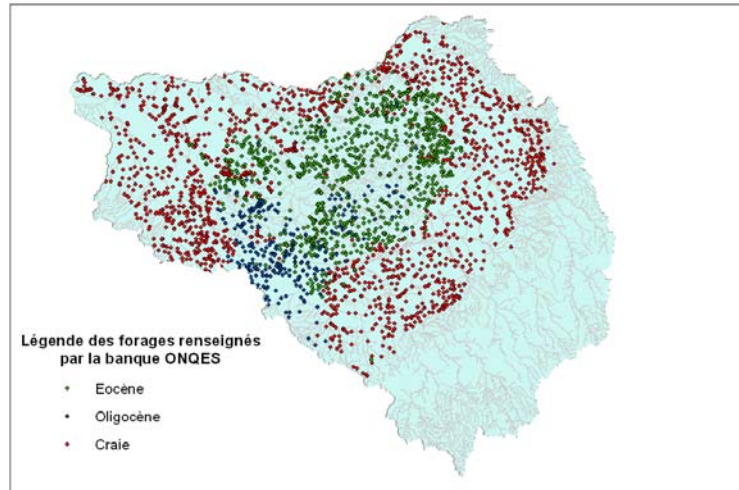 Légende des forages renseignés
par la banque ONQES
Eocène
Oligocène
Craie